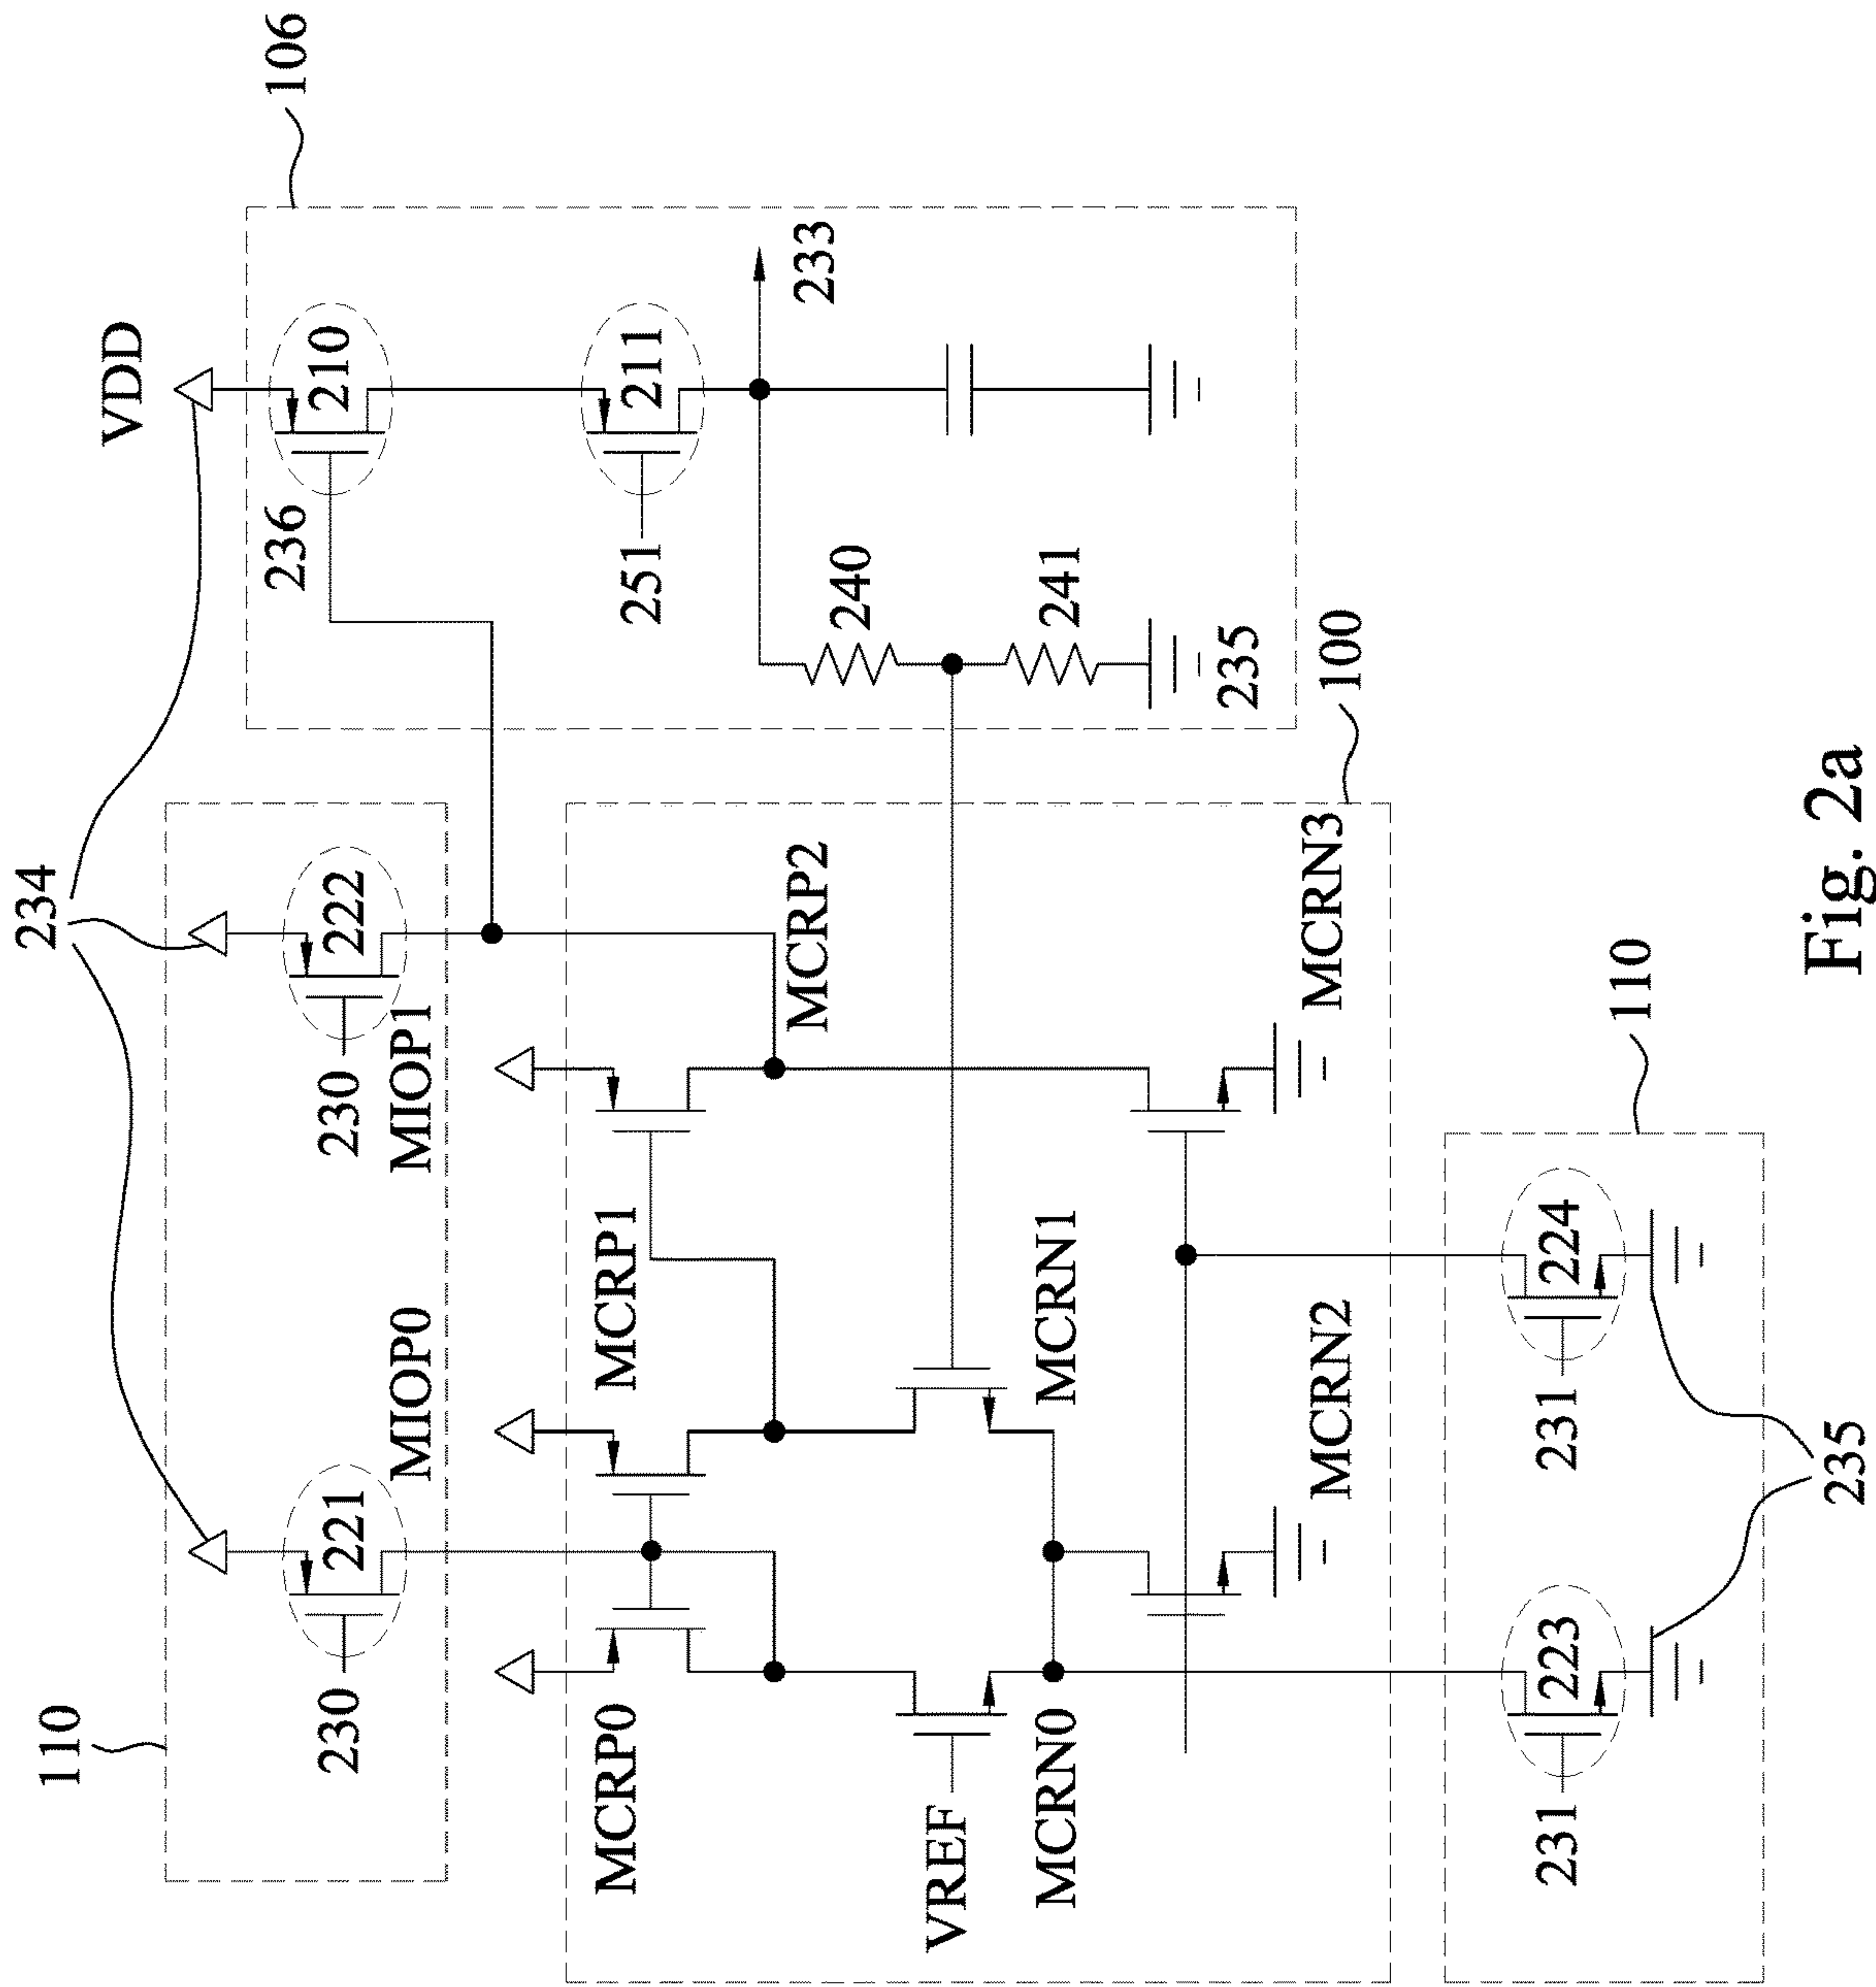 106
VDD
234
236
210
251
211
233
240
241
235
100
110
230
221
MIOP0
230
222
MIOP1
MCRP0
MCRP1
MCRP2
VREF
MCRN0
MCRN1
MCRN2
MCRN3
110
231
223
231
224
235
Fig. 2a